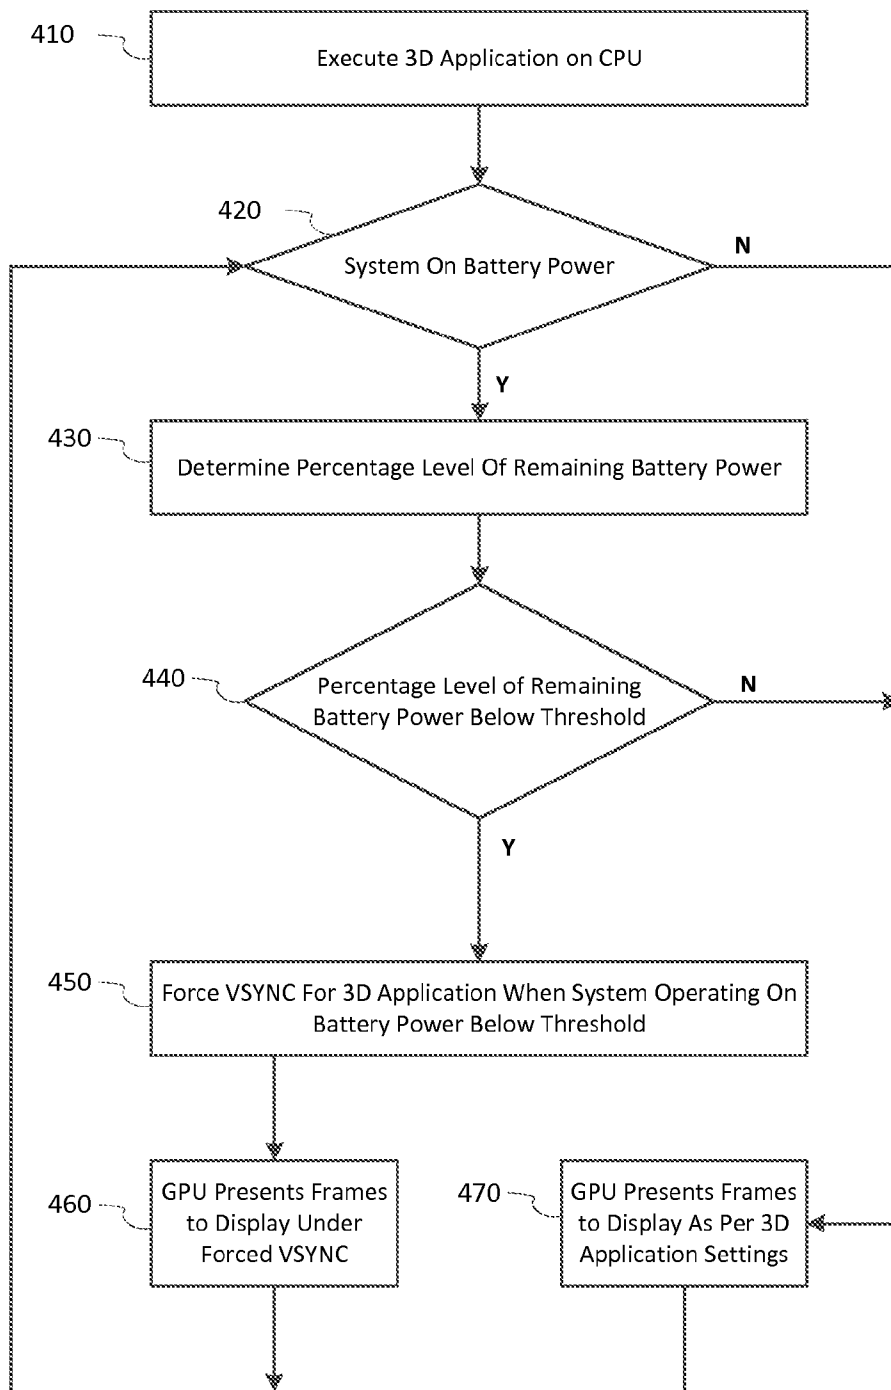 410
Execute 3D Application on CPU
420
System On Battery Power
N
Y
430
Determine Percentage Level Of Remaining Battery Power
440
Percentage Level of Remaining
Battery Power Below Threshold
N
Y
450
Force VSYNC For 3D Application When System Operating On
Battery Power Below Threshold
460
GPU Presents Frames
to Display Under
Forced VSYNC
470
GPU Presents Frames
to Display As Per 3D
Application Settings